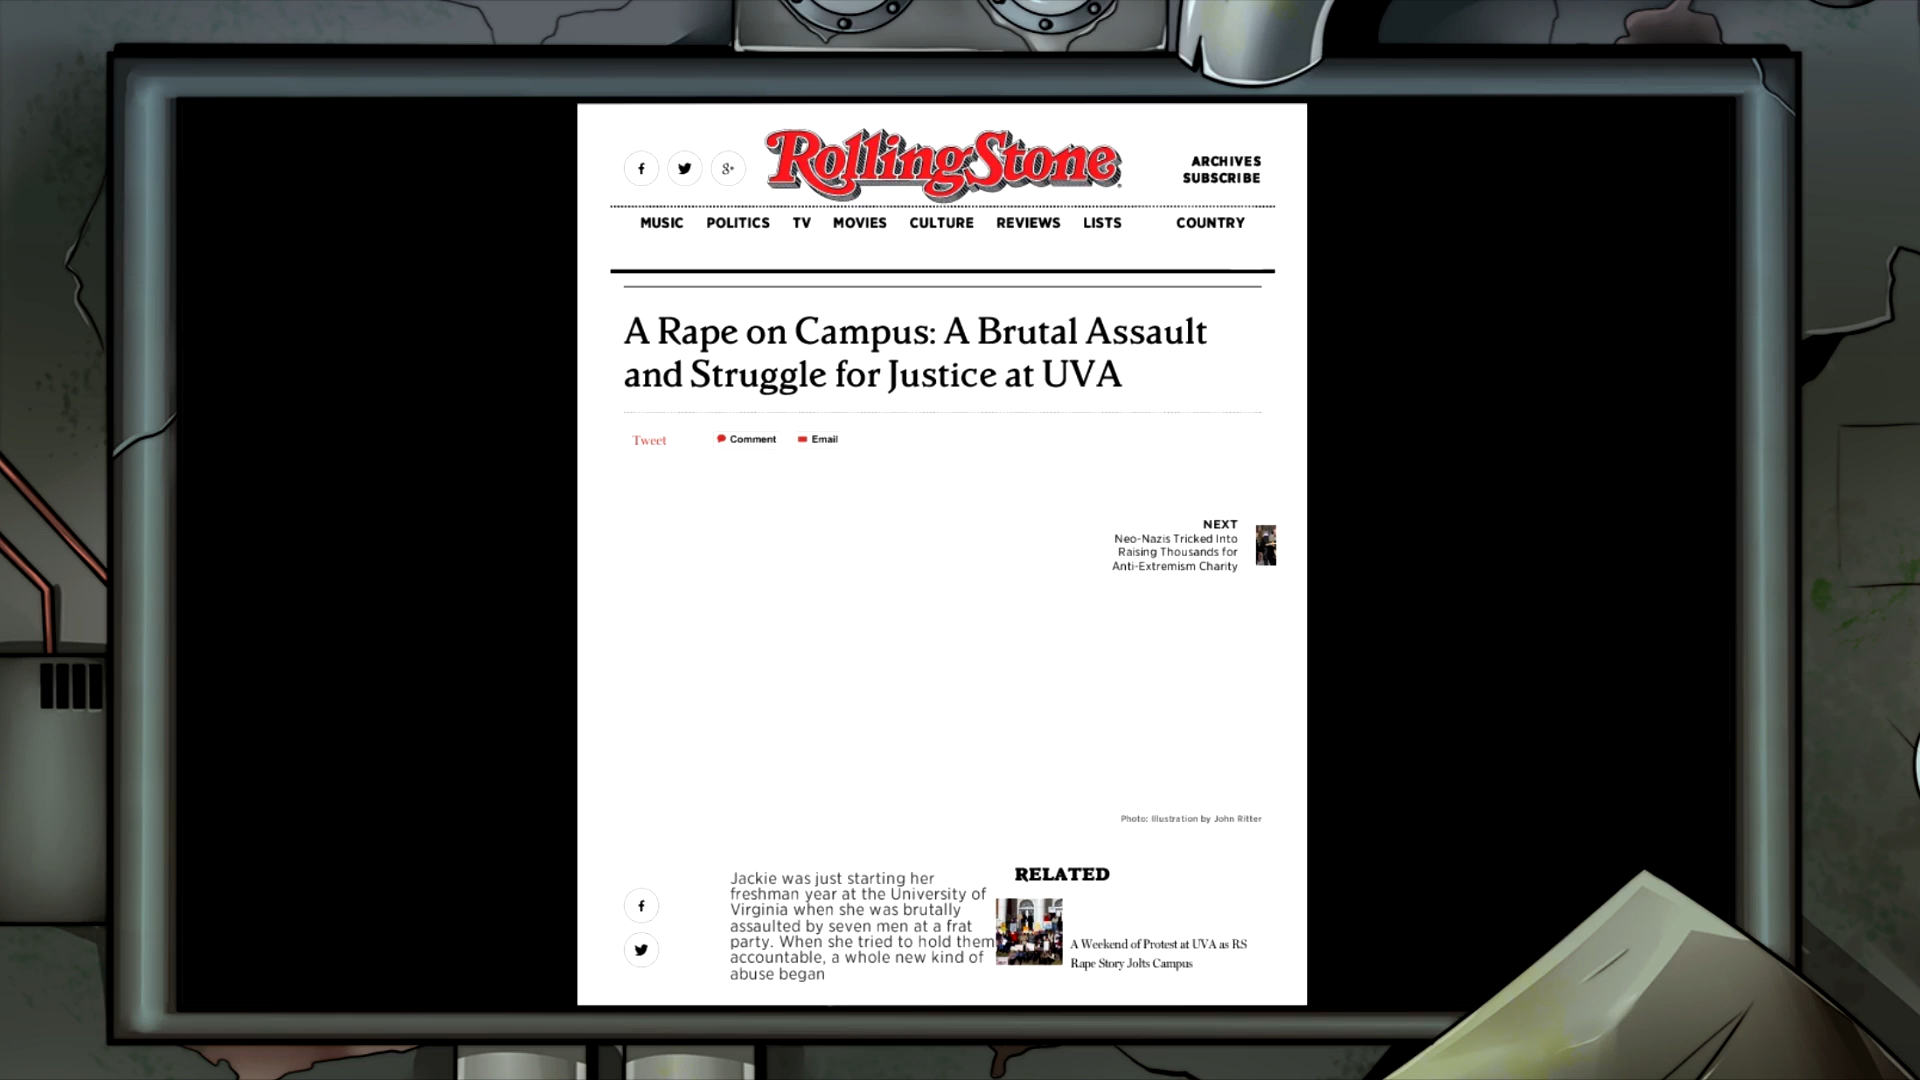 RollingStone
ARCHIVES
SUBSCRIBE
MUSIC POLITICS TV MOVIES CULTURE REVIEWS LISTS COUNTRY
A Rape on Campus: A Brutal Assault
and Struggle for Justice at UVA
Tweet Comment Email
NEXT
Neo-Nazis Tricked Into
Raising Thousands for
Anti-Extremism Charity
Photo: Illustration by John Ritter
Jackie was just starting her
freshman year at the University of
Virginia when she was brutally
assaulted by seven men at a frat
party. When she tried to hold them
accountable, a whole new kind of
abuse began
RELATED
A Weekend of Protest at UVA as RS
Rape Story Jolts Campus